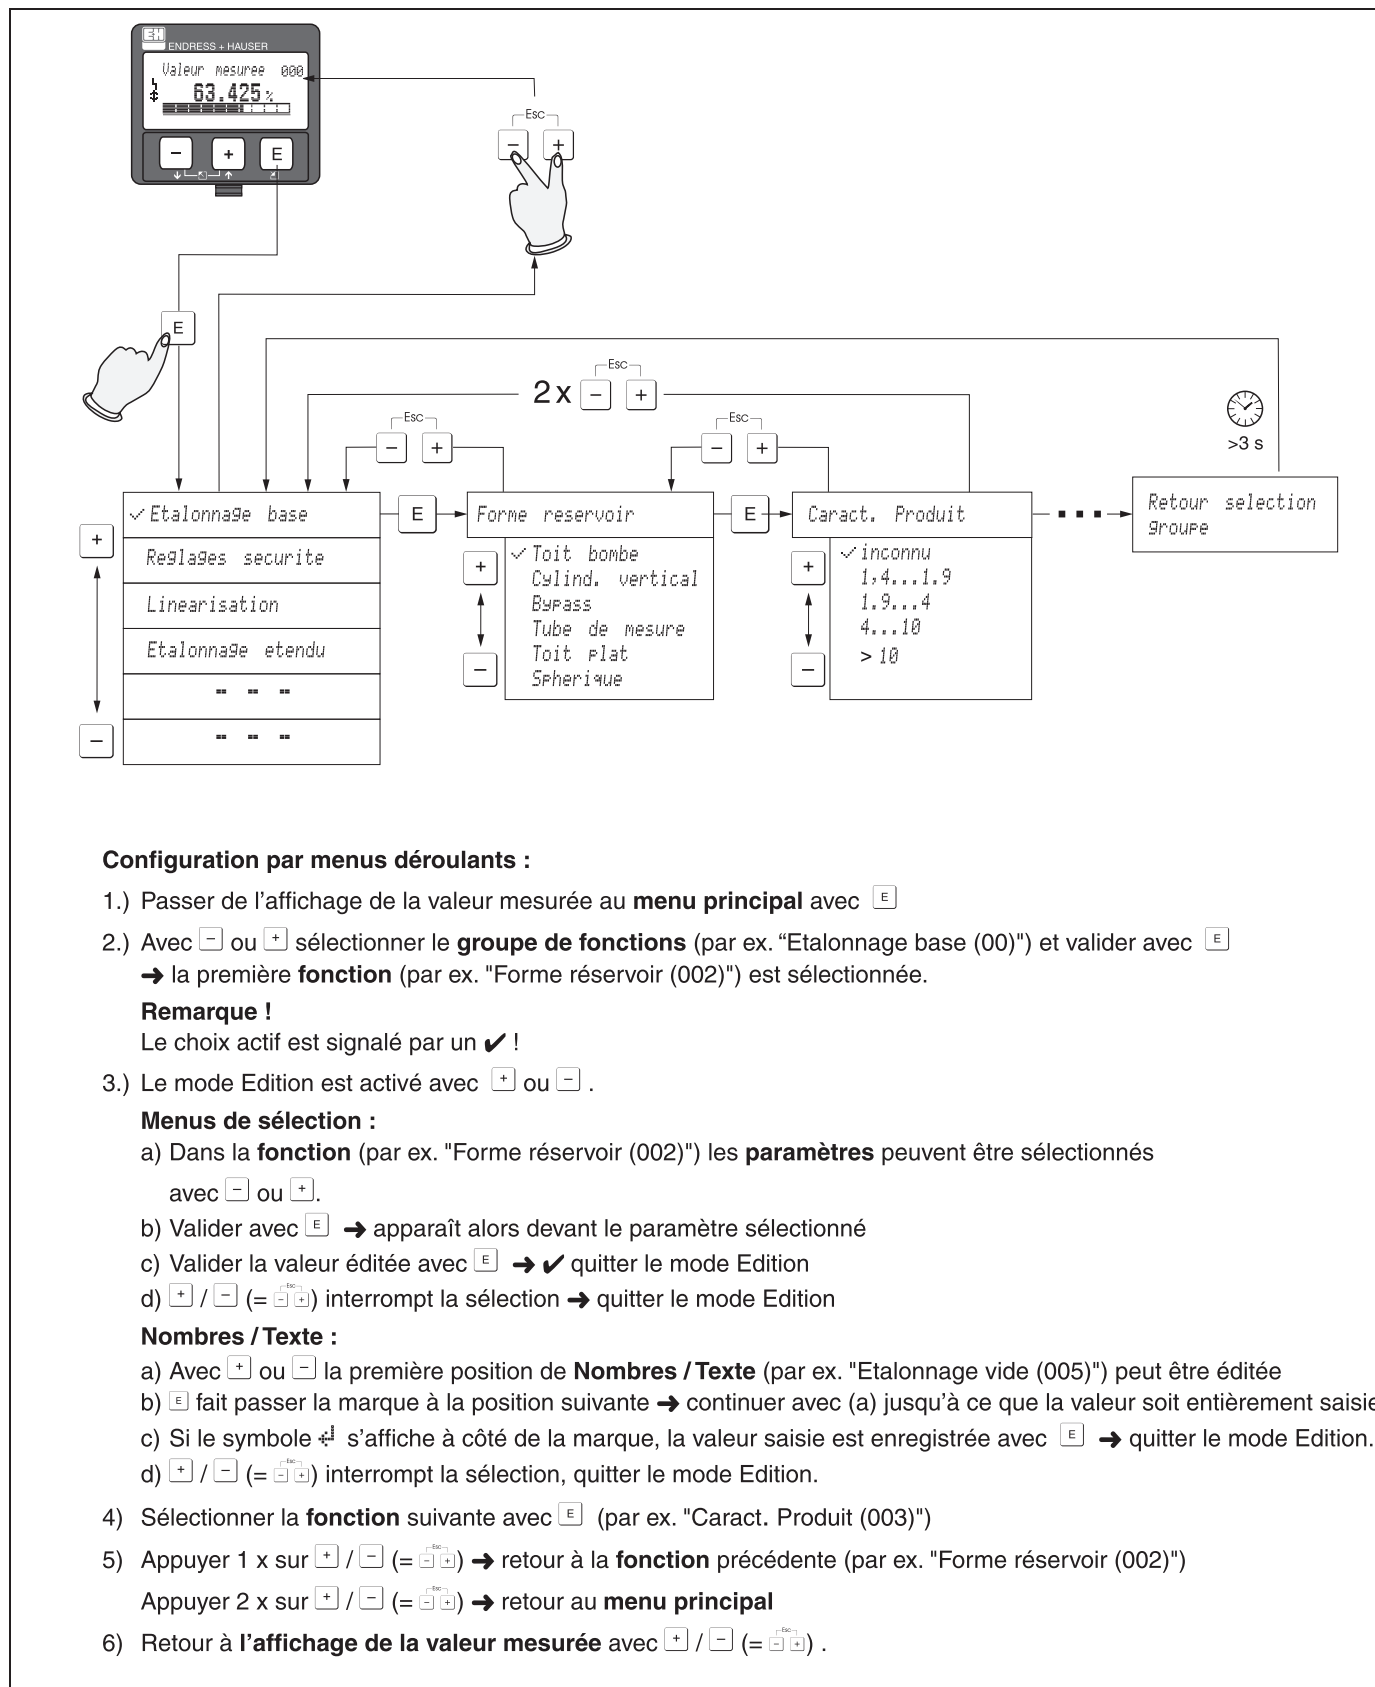 EH
ENDRESS + HAUSER
Valeur mesuree 000
63.425 %
- + E
Esc
- +
E
Esc
2 x - +
Esc
- +
Esc
- +
>3 s
✓ Etalonnage base
E
Forme reservoir
E
Caract. Produit
Retour selection
groupe
+
Reglages securite
Linearisation
Etalonnage etendu
-
+
✓ Toit bombe
Cylind. vertical
Bypass
Tube de mesure
Toit plat
Spherique
-
+
✓ inconnu
1,4...1.9
1.9...4
4...10
> 10
-
Configuration par menus déroulants :
1.) Passer de l'affichage de la valeur mesurée au menu principal avec E
2.) Avec - ou + sélectionner le groupe de fonctions (par ex. “Etalonnage base (00)") et valider avec E
➜ la première fonction (par ex. "Forme réservoir (002)") est sélectionnée.
Remarque !
Le choix actif est signalé par un ✔ !
3.) Le mode Edition est activé avec + ou - .
Menus de sélection :
a) Dans la fonction (par ex. "Forme réservoir (002)") les paramètres peuvent être sélectionnés
avec - ou +.
b) Valider avec E ➜ apparaît alors devant le paramètre sélectionné
c) Valider la valeur éditée avec E ➜ ✔ quitter le mode Edition
d) + / - (= Esc - +) interrompt la sélection ➜ quitter le mode Edition
Nombres / Texte :
a) Avec + ou - la première position de Nombres / Texte (par ex. "Etalonnage vide (005)") peut être éditée
b) E fait passer la marque à la position suivante ➜ continuer avec (a) jusqu'à ce que la valeur soit entièrement saisie
c) Si le symbole ↵ s'affiche à côté de la marque, la valeur saisie est enregistrée avec E ➜ quitter le mode Edition.
d) + / - (= Esc - +) interrompt la sélection, quitter le mode Edition.
4) Sélectionner la fonction suivante avec E (par ex. "Caract. Produit (003)")
5) Appuyer 1 x sur + / - (= Esc - +) ➜ retour à la fonction précédente (par ex. "Forme réservoir (002)")
Appuyer 2 x sur + / - (= Esc - +) ➜ retour au menu principal
6) Retour à l'affichage de la valeur mesurée avec + / - (= Esc - +) .